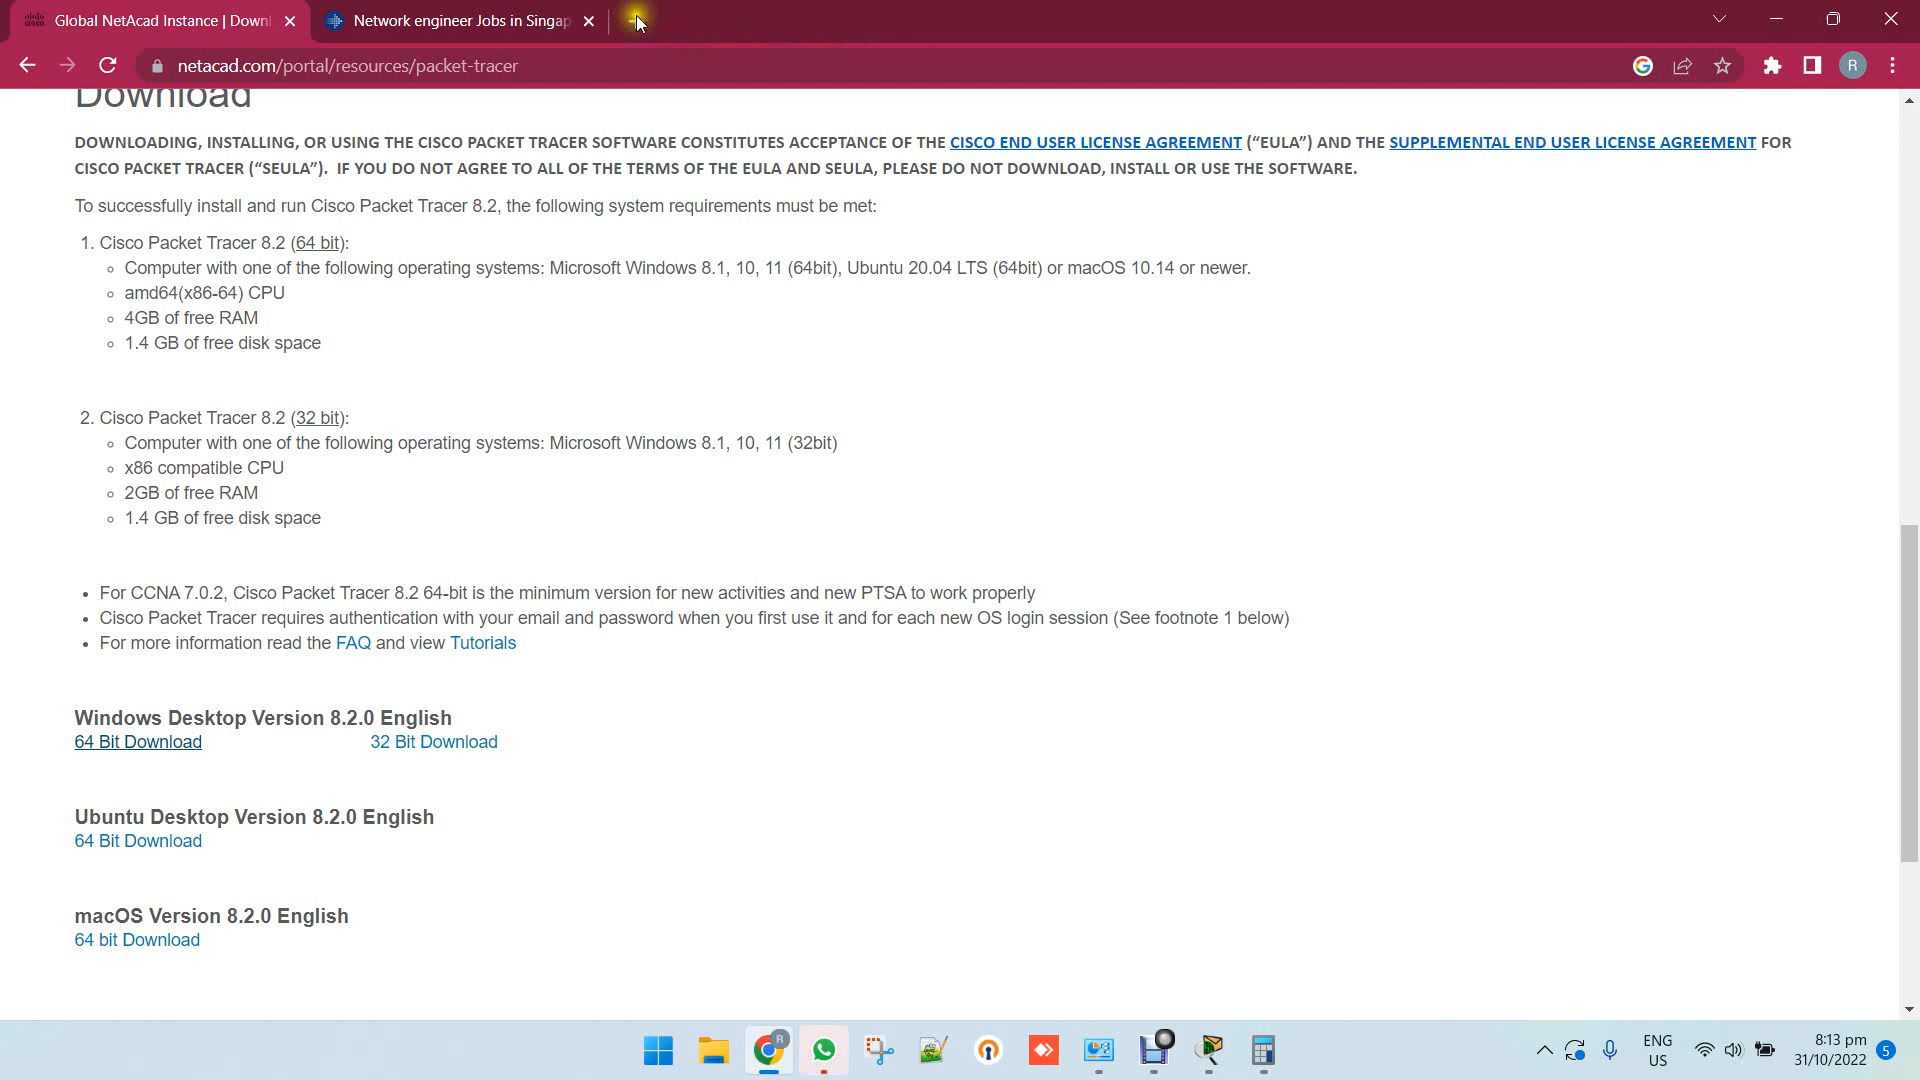 Global NetAcad Instance | Downl
Network engineer Jobs in Singap
netacad.com/portal/resources/packet-tracer
R
Download
DOWNLOADING, INSTALLING, OR USING THE CISCO PACKET TRACER SOFTWARE CONSTITUTES ACCEPTANCE OF THE CISCO END USER LICENSE AGREEMENT (“EULA”) AND THE SUPPLEMENTAL END USER LICENSE AGREEMENT FOR
CISCO PACKET TRACER (“SEULA”).  IF YOU DO NOT AGREE TO ALL OF THE TERMS OF THE EULA AND SEULA, PLEASE DO NOT DOWNLOAD, INSTALL OR USE THE SOFTWARE.
To successfully install and run Cisco Packet Tracer 8.2, the following system requirements must be met:
1. Cisco Packet Tracer 8.2 (64 bit):
Computer with one of the following operating systems: Microsoft Windows 8.1, 10, 11 (64bit), Ubuntu 20.04 LTS (64bit) or macOS 10.14 or newer.
amd64(x86-64) CPU
4GB of free RAM
1.4 GB of free disk space
2. Cisco Packet Tracer 8.2 (32 bit):
Computer with one of the following operating systems: Microsoft Windows 8.1, 10, 11 (32bit)
x86 compatible CPU
2GB of free RAM
1.4 GB of free disk space
For CCNA 7.0.2, Cisco Packet Tracer 8.2 64-bit is the minimum version for new activities and new PTSA to work properly
Cisco Packet Tracer requires authentication with your email and password when you first use it and for each new OS login session (See footnote 1 below)
For more information read the FAQ and view Tutorials
Windows Desktop Version 8.2.0 English
64 Bit Download 32 Bit Download
Ubuntu Desktop Version 8.2.0 English
64 Bit Download
macOS Version 8.2.0 English
64 bit Download
R
ENG
US
8:13 pm
31/10/2022
5